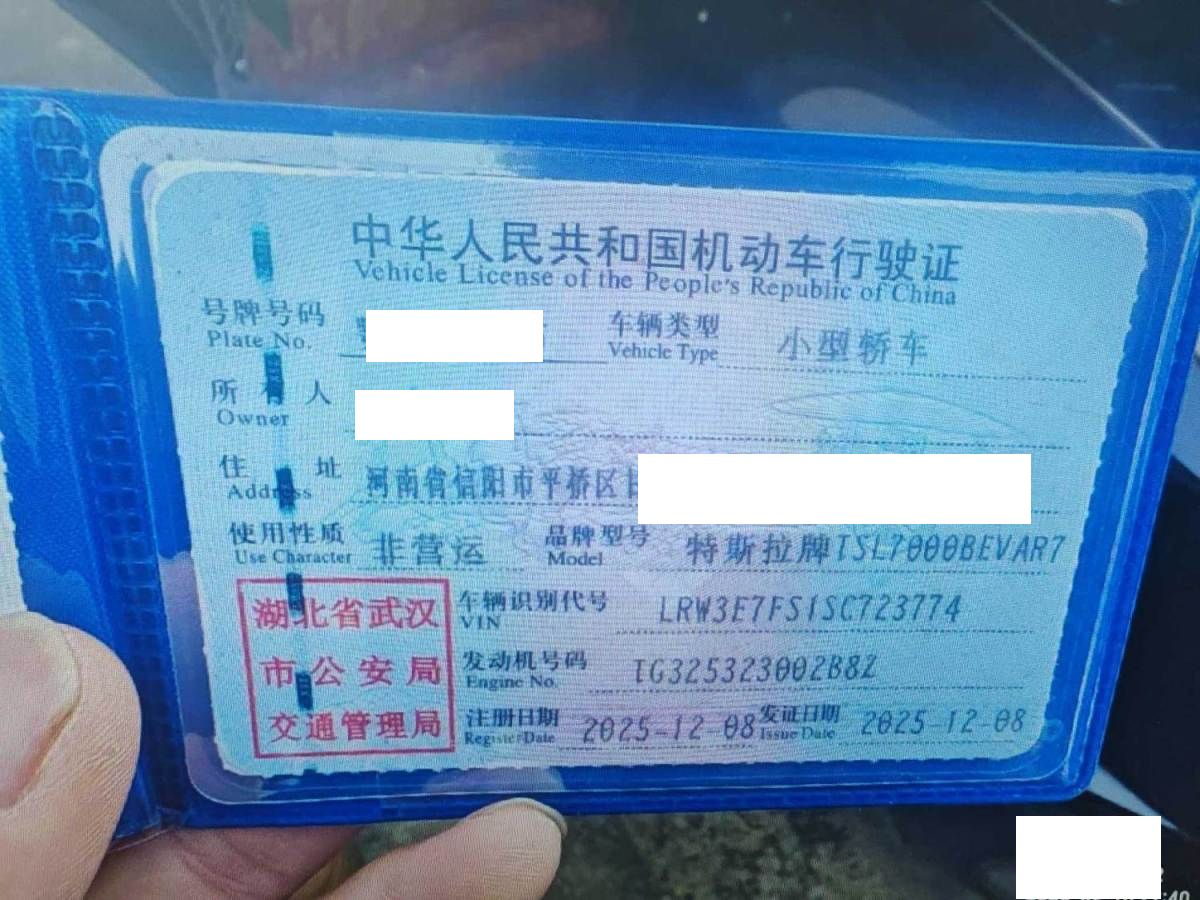 中华人民共和国机动车行驶证
Vehicle License of the People's Republic of China
号牌号码
Plate No.
车辆类型 小型轿车
Vehicle Type
所有人
Owner
住址 河南省信阳市平桥区
Address
使用性质 非营运
Use Character
品牌型号 特斯拉牌TSL7000BEVAR7
Model
湖北省武汉
市公安局
交通管理局
车辆识别代号 LRW3E7FS1SC723774
VIN
发动机号码 TG325323002B8Z
Engine No.
注册日期 2025-12-08
Register Date
发证日期 2025-12-08
Issue Date